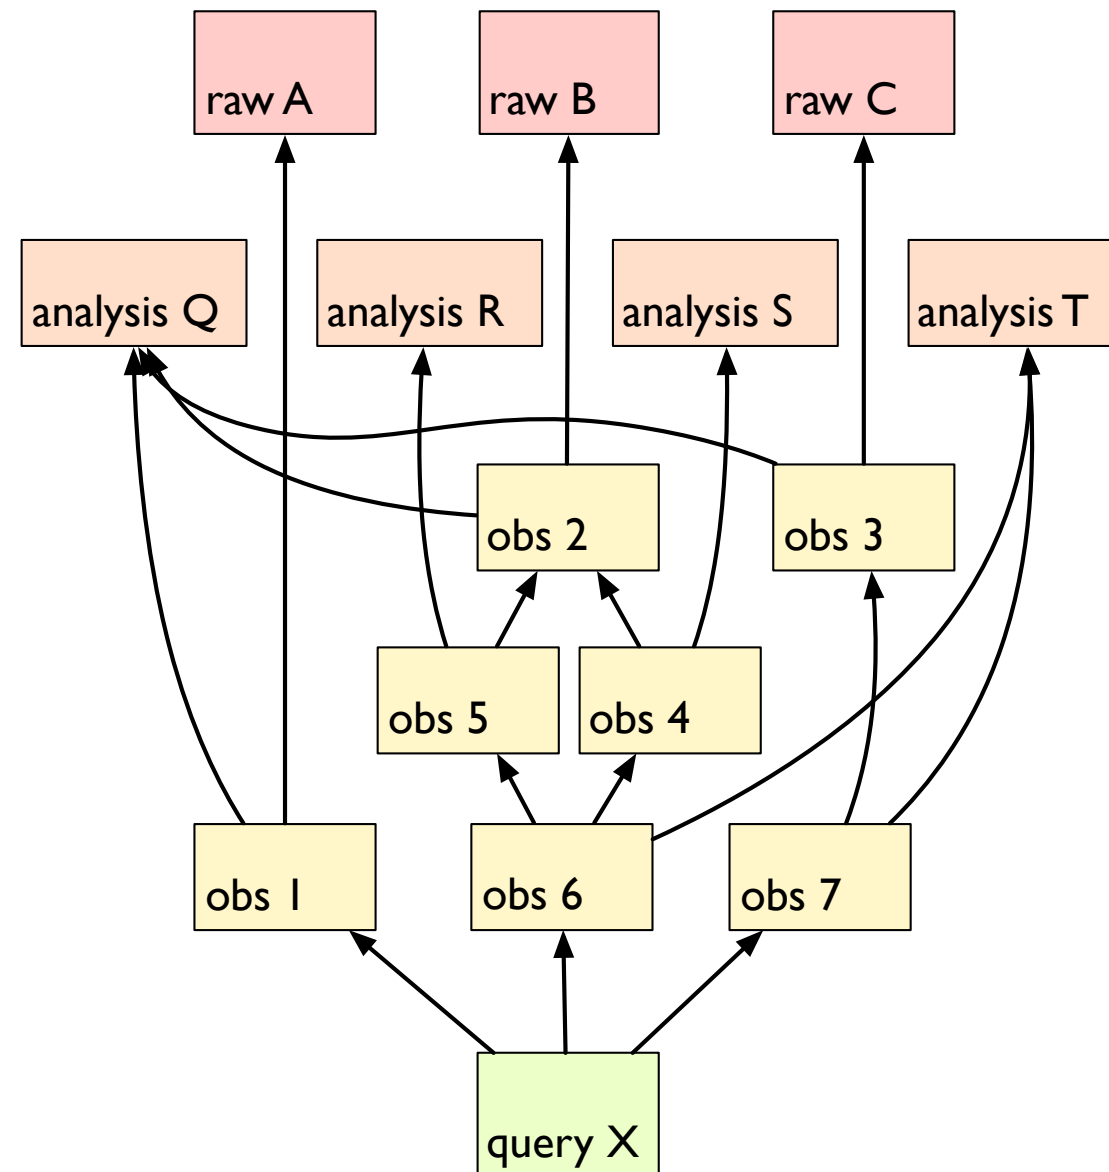 raw A
raw B
raw C
analysis Q
analysis R
analysis S
analysis T
obs 2
obs 3
obs 5
obs 4
obs 1
obs 6
obs 7
query X